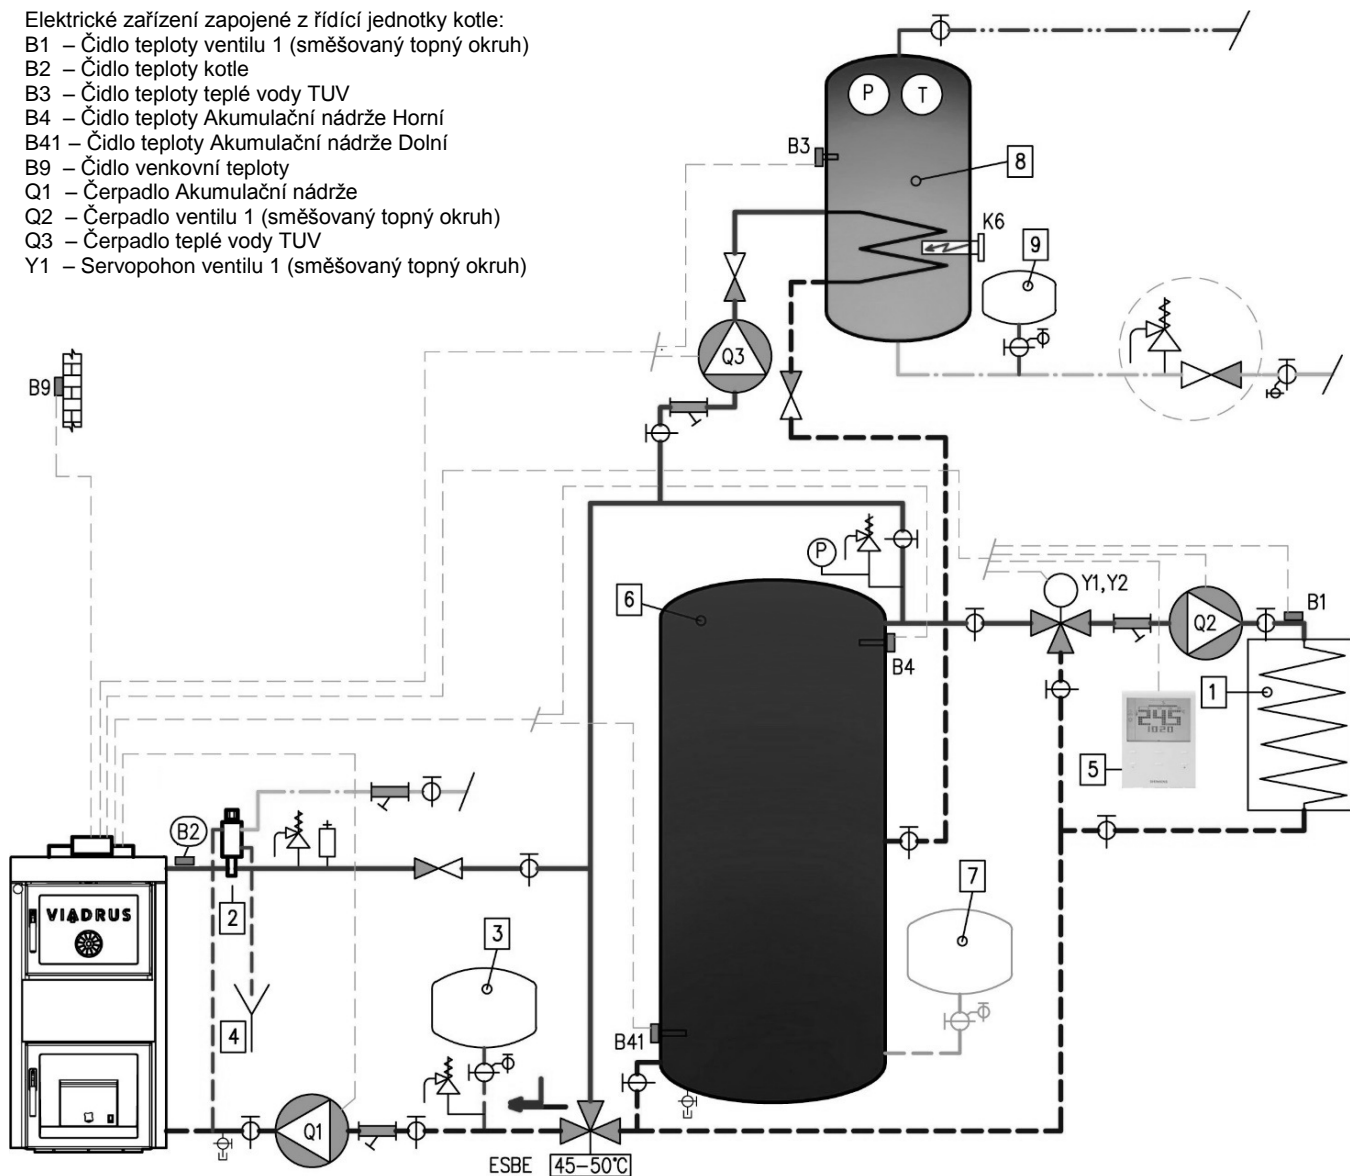 Elektrické zařízení zapojené z řídící jednotky kotle:
B1 – Čidlo teploty ventilu 1 (směšovaný topný okruh)
B2 – Čidlo teploty kotle
B3 – Čidlo teploty teplé vody TUV
B4 – Čidlo teploty Akumulační nádrže Horní
B41 – Čidlo teploty Akumulační nádrže Dolní
B9 – Čidlo venkovní teploty
Q1 – Čerpadlo Akumulační nádrže
Q2 – Čerpadlo ventilu 1 (směšovaný topný okruh)
Q3 – Čerpadlo teplé vody TUV
Y1 – Servopohon ventilu 1 (směšovaný topný okruh)
P T
B3
8
K6
9
Q3
B9
P
6
Y1,Y2
B1
Q2
B4
1
24.5
1020
5
B2
VIADRUS
2
7
3
4
B41
Q1
ESBE 45–50°C